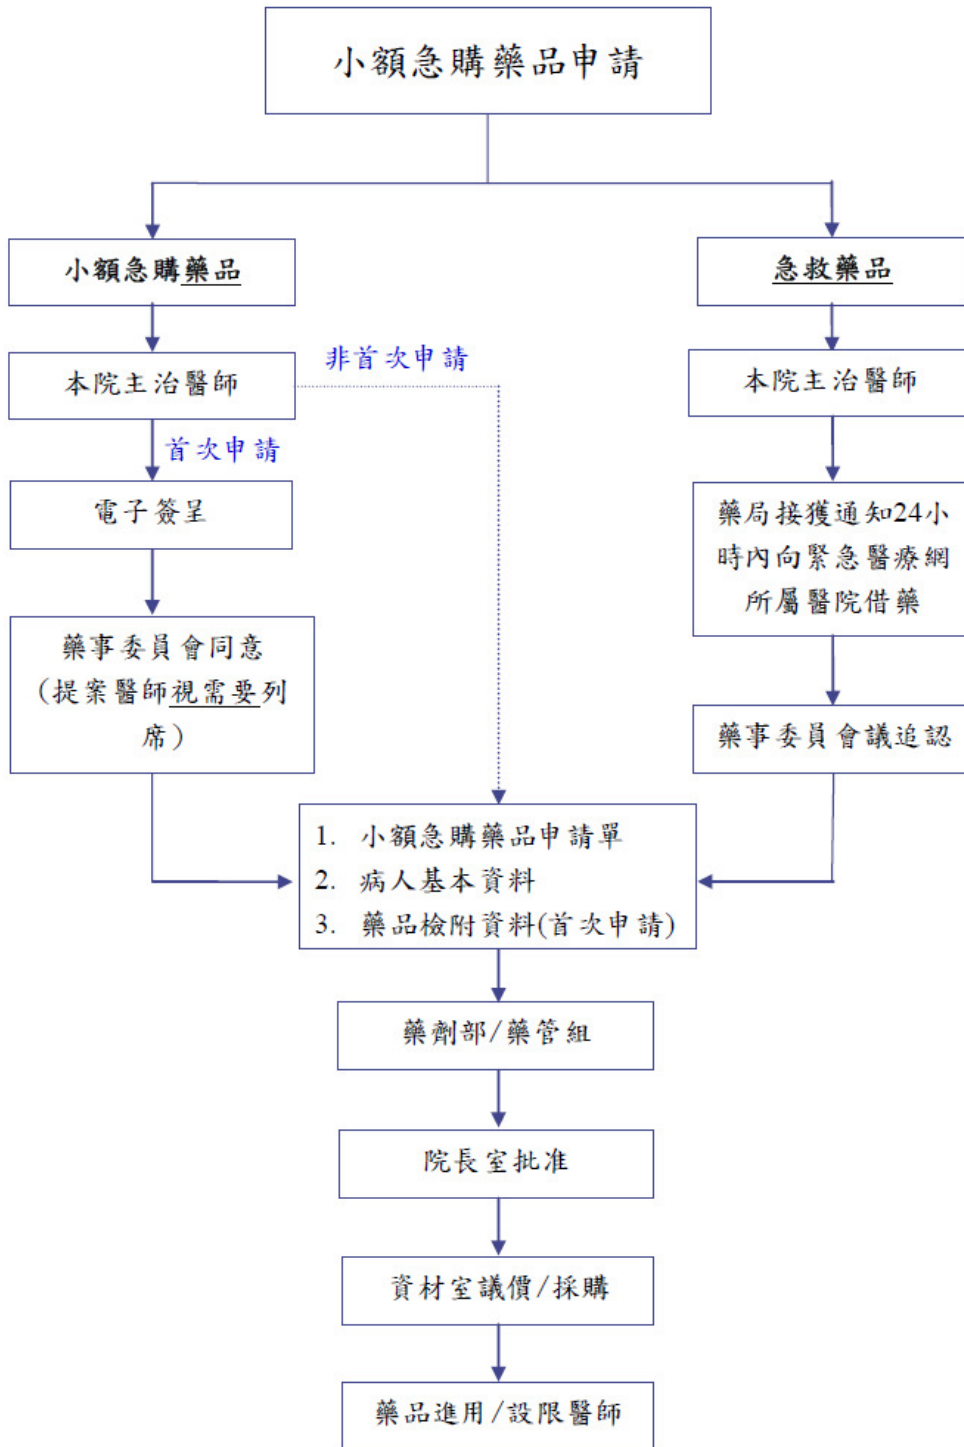 小額急購藥品申請
小額急購藥品
急救藥品
本院主治醫師
非首次申請
本院主治醫師
首次申請
電子簽呈
藥局接獲通知24小
時內向緊急醫療網
所屬醫院借藥
藥事委員會同意
(提案醫師視需要列
席)
藥事委員會議追認
1. 小額急購藥品申請單
2. 病人基本資料
3. 藥品檢附資料(首次申請)
藥劑部/藥管組
院長室批准
資材室議價/採購
藥品進用/設限醫師